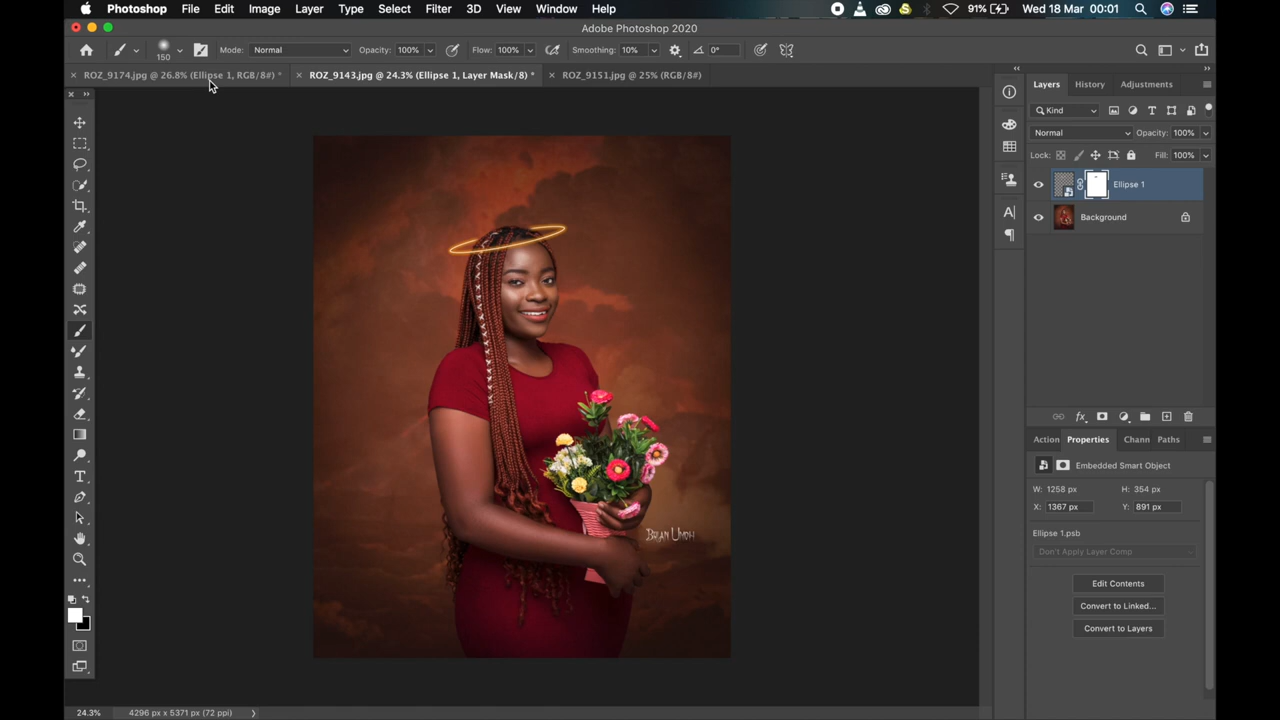 Photoshop File Edit Image Layer Type Select Filter 3D View Window Help 91% Wed 18 Mar 00:01
Adobe Photoshop 2020
150 Mode: Normal Opacity: 100% Flow: 100% Smoothing: 10% 0°
ROZ_9174.jpg @ 26.8% (Ellipse 1, RGB/8#) * ROZ_9143.jpg @ 24.3% (Ellipse 1, Layer Mask/8) * ROZ_9151.jpg @ 25% (RGB/8#)
Layers History Adjustments
Kind
Normal Opacity: 100%
Lock: Fill: 100%
Ellipse 1
Background
Action Properties Chann Paths
Embedded Smart Object
W: 1258 px H: 354 px
X: 1367 px Y: 891 px
Ellipse 1.psb
Don't Apply Layer Comp
Edit Contents
Convert to Linked...
Convert to Layers
24.3% 4296 px x 5371 px (72 ppi)